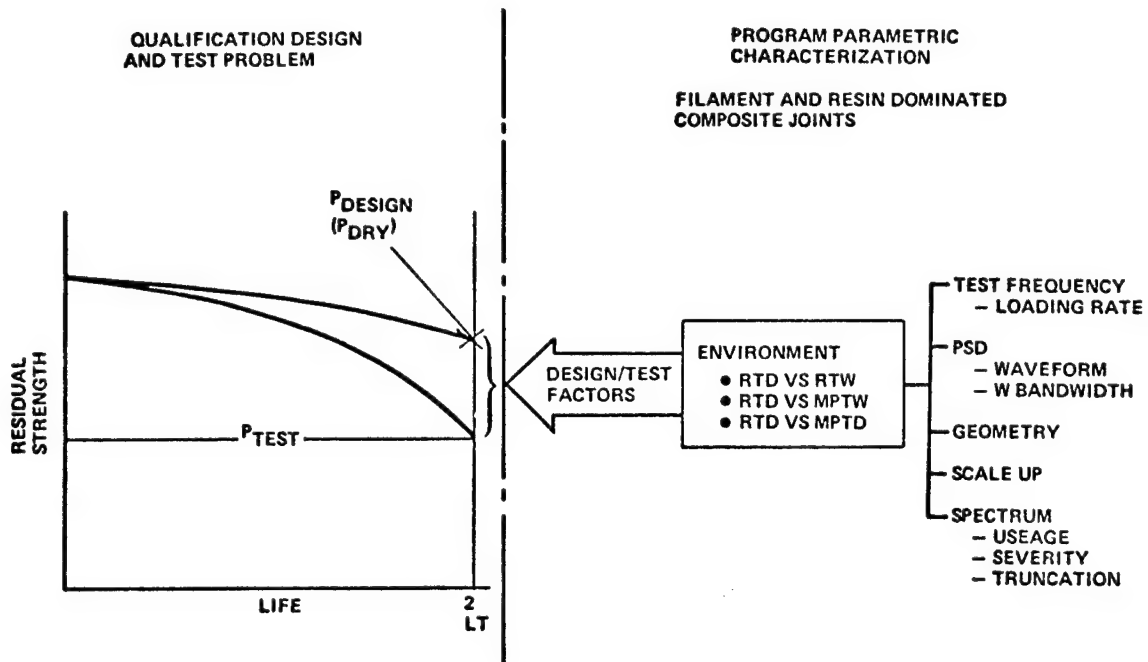 QUALIFICATION DESIGN
AND TEST PROBLEM
PDESIGN
(PDRY)
RESIDUAL
STRENGTH
PTEST
LIFE
2
LT
PROGRAM PARAMETRIC
CHARACTERIZATION
FILAMENT AND RESIN DOMINATED
COMPOSITE JOINTS
DESIGN/TEST
FACTORS
ENVIRONMENT
● RTD VS RTW
● RTD VS MPTW
● RTD VS MPTD
TEST FREQUENCY
– LOADING RATE
PSD
– WAVEFORM
– W BANDWIDTH
GEOMETRY
SCALE UP
SPECTRUM
– USEAGE
– SEVERITY
– TRUNCATION